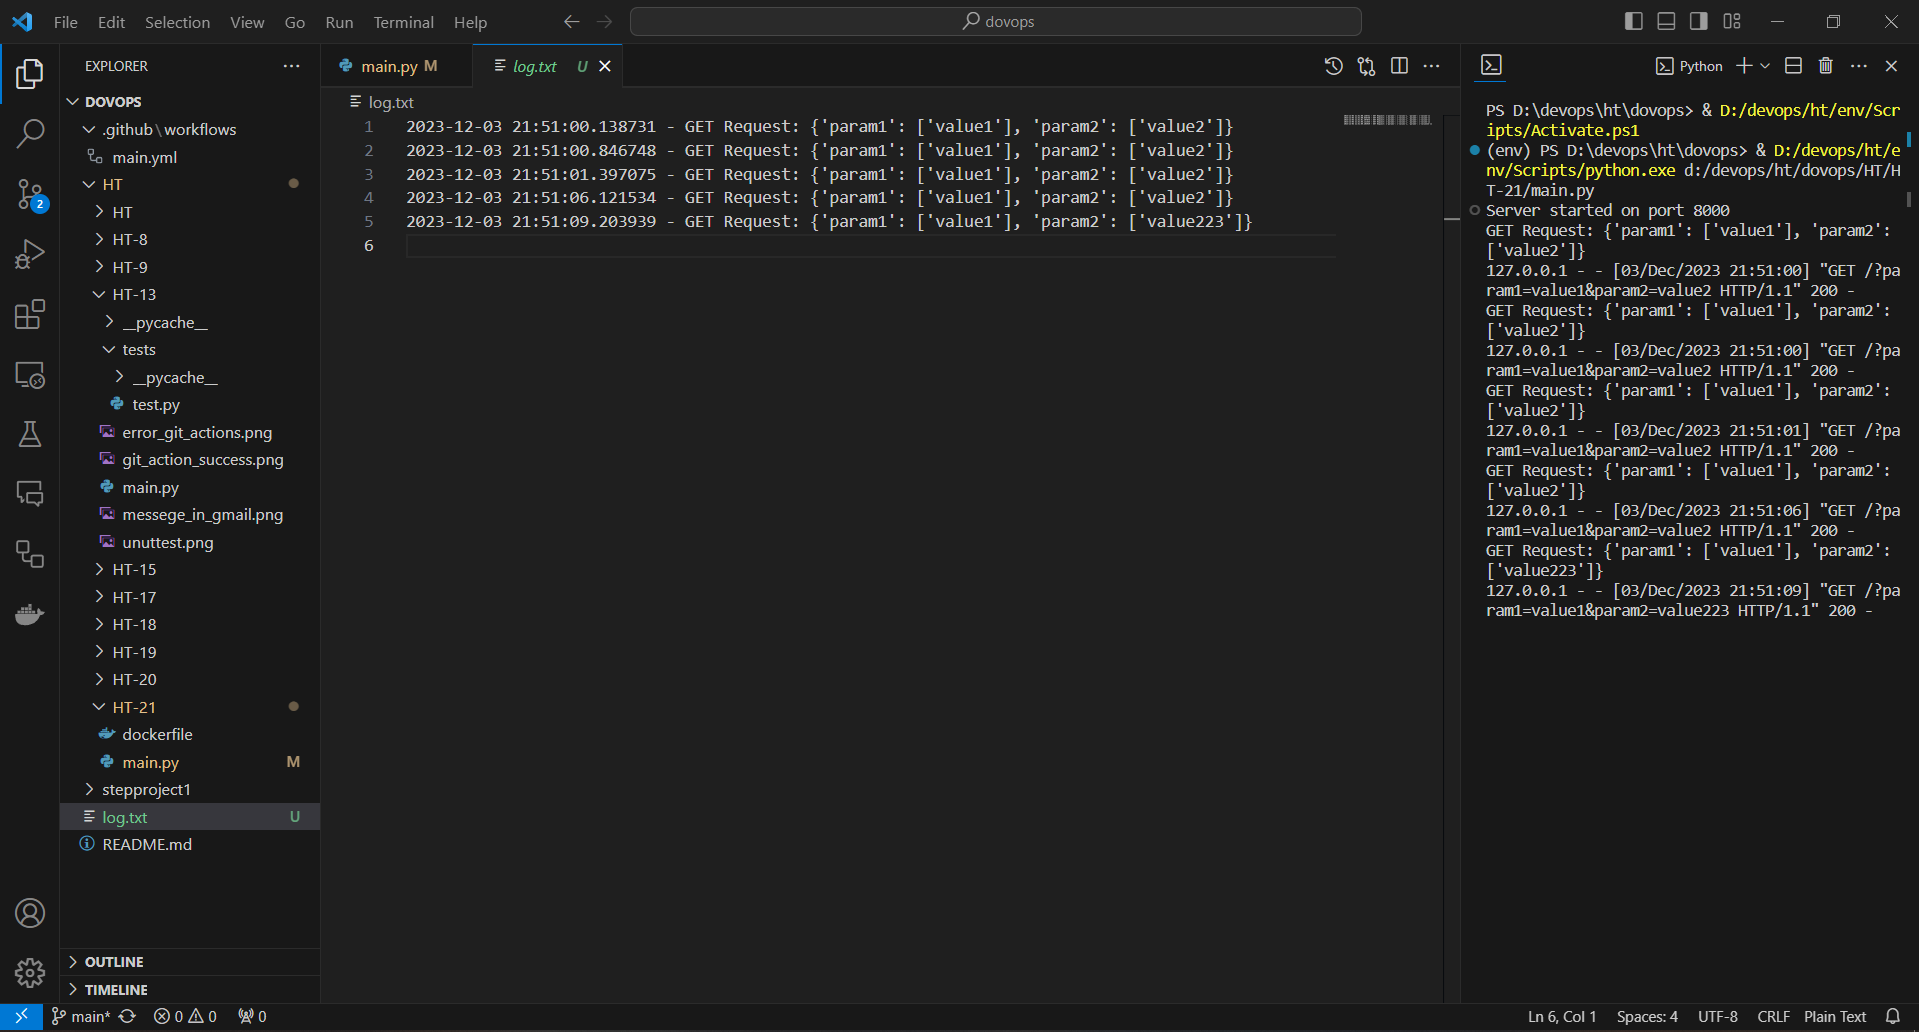 File Edit Selection View Go Run Terminal Help
dovops
EXPLORER
DOVOPS
.github\workflows
main.yml
HT
HT
HT-8
HT-9
HT-13
__pycache__
tests
__pycache__
test.py
error_git_actions.png
git_action_success.png
main.py
messege_in_gmail.png
unuttest.png
HT-15
HT-17
HT-18
HT-19
HT-20
HT-21
dockerfile
main.py M
stepproject1
log.txt U
README.md
OUTLINE
TIMELINE
2
main.py M
log.txt U
log.txt
1 2023-12-03 21:51:00.138731 - GET Request: {'param1': ['value1'], 'param2': ['value2']}
2 2023-12-03 21:51:00.846748 - GET Request: {'param1': ['value1'], 'param2': ['value2']}
3 2023-12-03 21:51:01.397075 - GET Request: {'param1': ['value1'], 'param2': ['value2']}
4 2023-12-03 21:51:06.121534 - GET Request: {'param1': ['value1'], 'param2': ['value2']}
5 2023-12-03 21:51:09.203939 - GET Request: {'param1': ['value1'], 'param2': ['value223']}
6
Python
PS D:\devops\ht\dovops> & D:/devops/ht/env/Scr
ipts/Activate.ps1
(env) PS D:\devops\ht\dovops> & D:/devops/ht/e
nv/Scripts/python.exe d:/devops/ht/dovops/HT/H
T-21/main.py
Server started on port 8000
GET Request: {'param1': ['value1'], 'param2':
['value2']}
127.0.0.1 - - [03/Dec/2023 21:51:00] "GET /?pa
ram1=value1&param2=value2 HTTP/1.1" 200 -
GET Request: {'param1': ['value1'], 'param2':
['value2']}
127.0.0.1 - - [03/Dec/2023 21:51:00] "GET /?pa
ram1=value1&param2=value2 HTTP/1.1" 200 -
GET Request: {'param1': ['value1'], 'param2':
['value2']}
127.0.0.1 - - [03/Dec/2023 21:51:01] "GET /?pa
ram1=value1&param2=value2 HTTP/1.1" 200 -
GET Request: {'param1': ['value1'], 'param2':
['value2']}
127.0.0.1 - - [03/Dec/2023 21:51:06] "GET /?pa
ram1=value1&param2=value2 HTTP/1.1" 200 -
GET Request: {'param1': ['value1'], 'param2':
['value223']}
127.0.0.1 - - [03/Dec/2023 21:51:09] "GET /?pa
ram1=value1&param2=value223 HTTP/1.1" 200 -
main* 0 0 0
Ln 6, Col 1 Spaces: 4 UTF-8 CRLF Plain Text